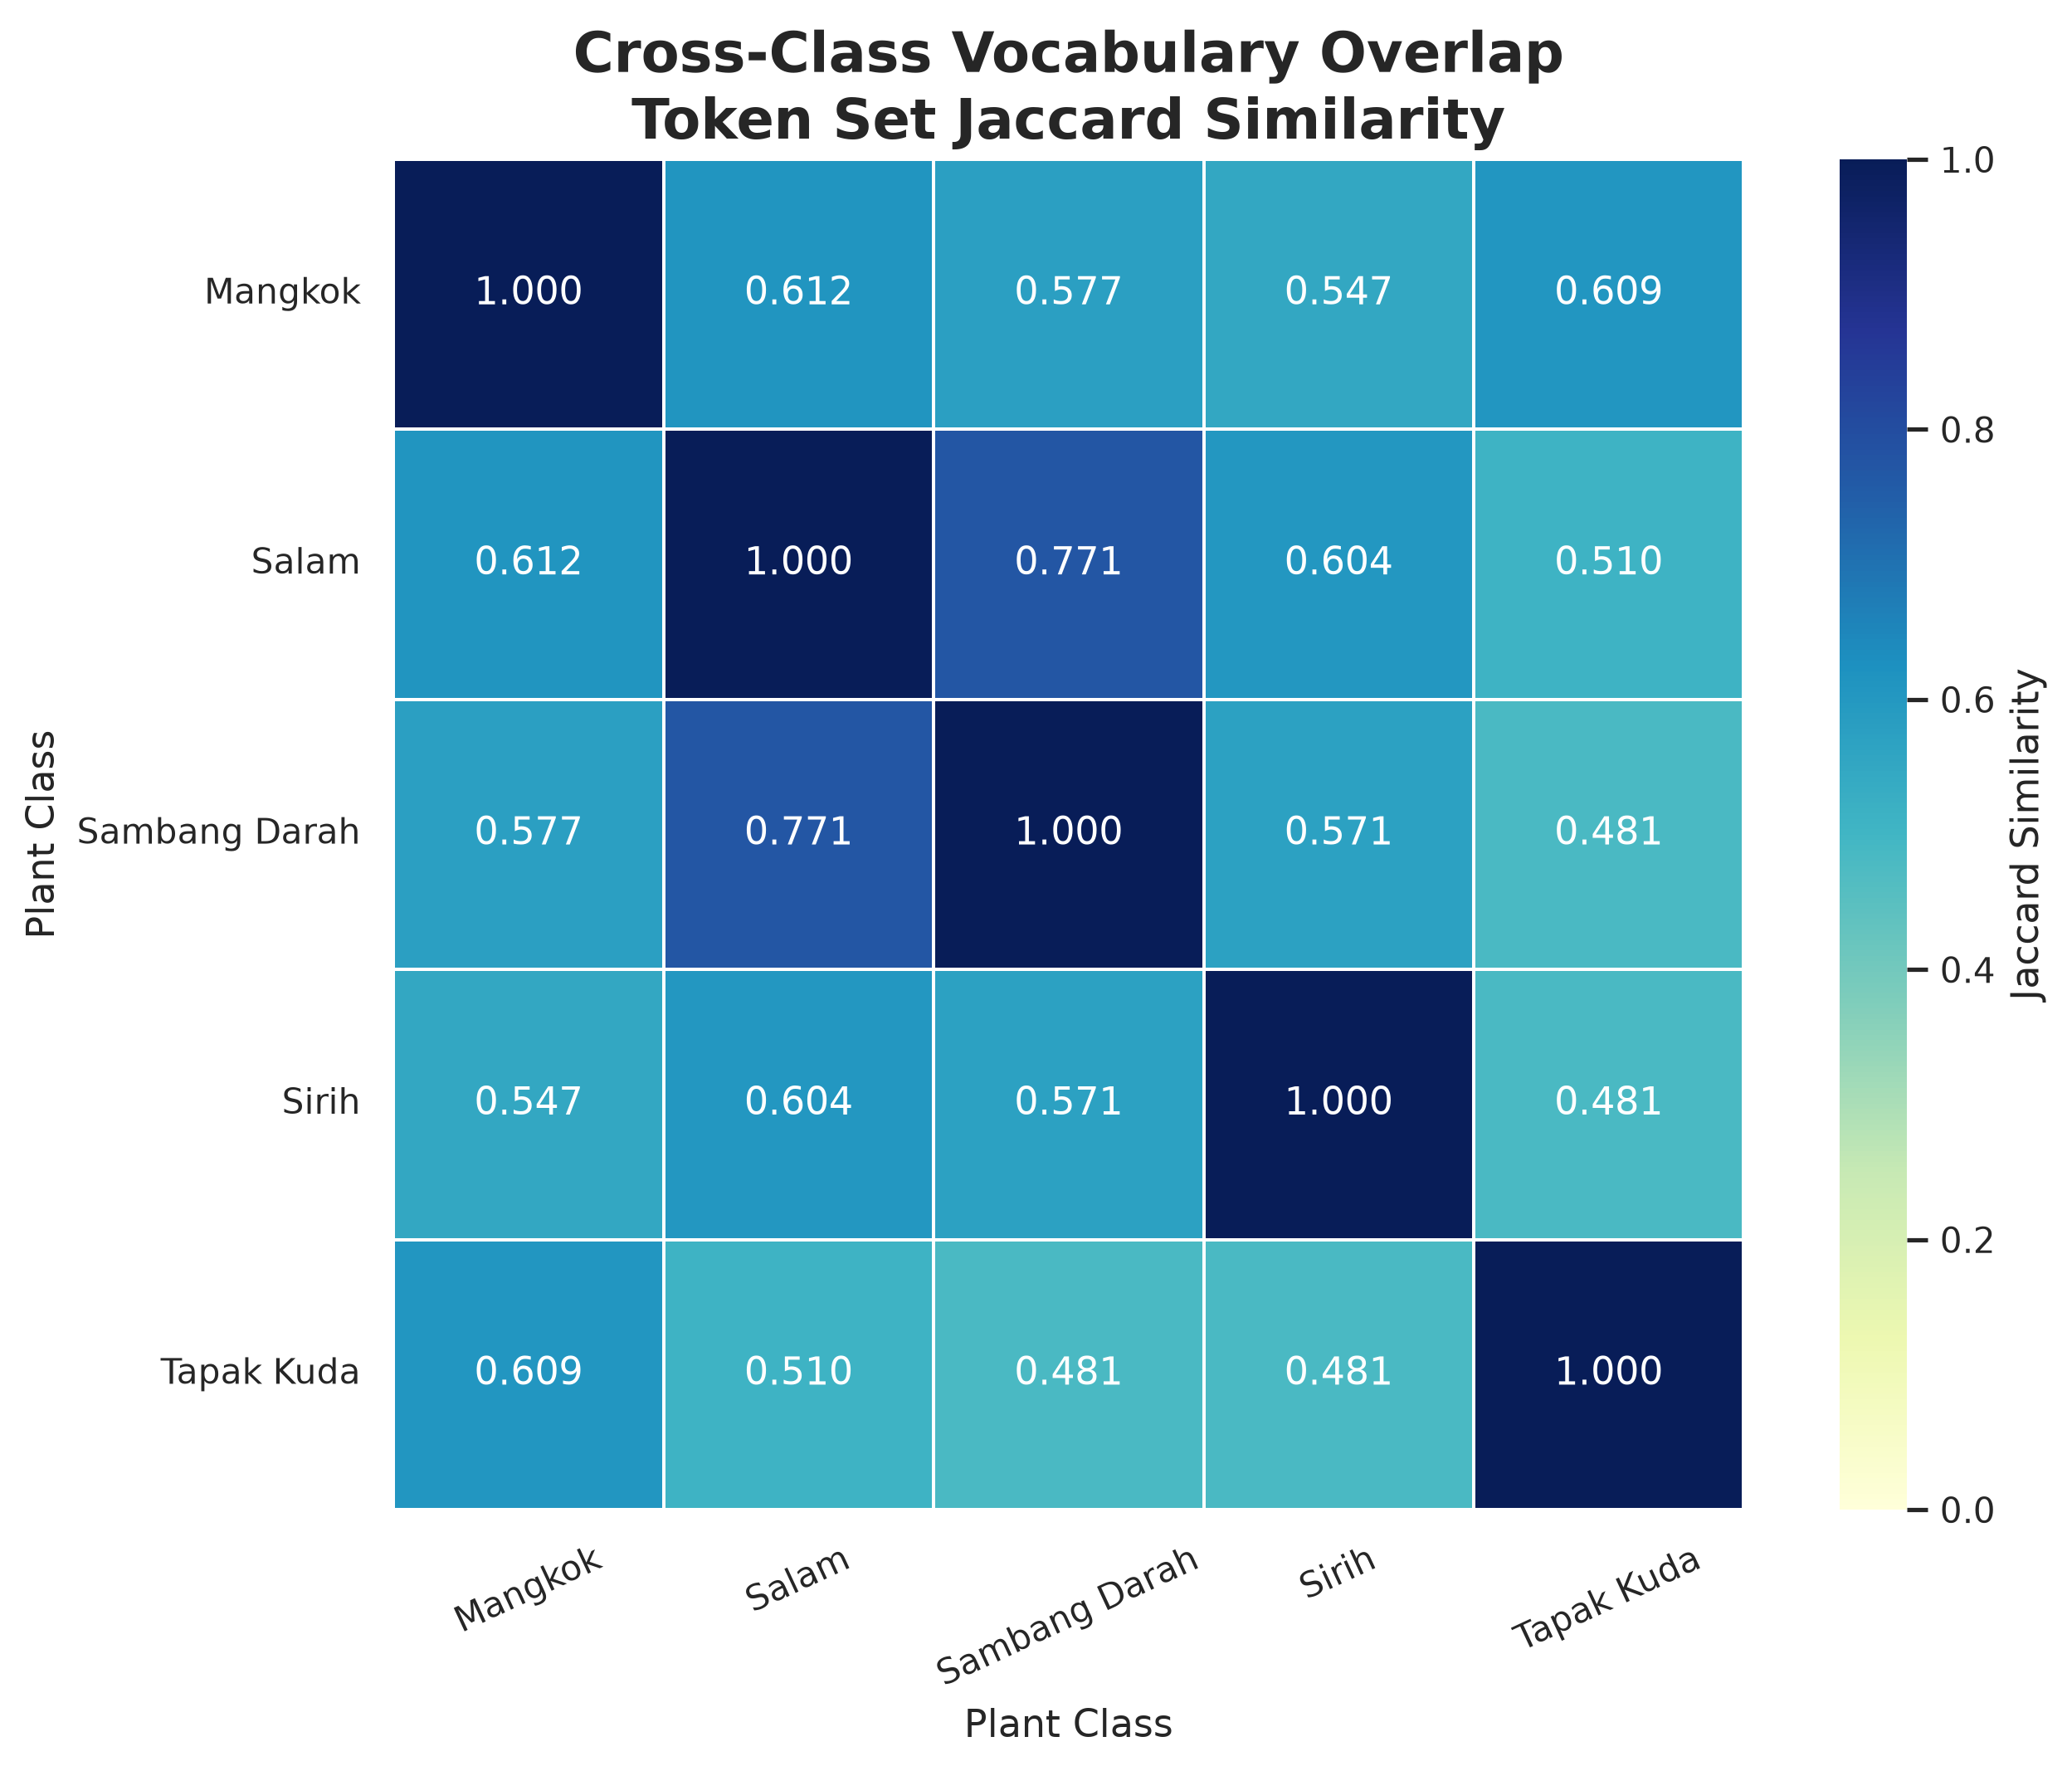 Cross-Class Vocabulary Overlap
Token Set Jaccard Similarity
Plant Class
Mangkok 1.000 0.612 0.577 0.547 0.609
Salam 0.612 1.000 0.771 0.604 0.510
Sambang Darah 0.577 0.771 1.000 0.571 0.481
Sirih 0.547 0.604 0.571 1.000 0.481
Tapak Kuda 0.609 0.510 0.481 0.481 1.000
Mangkok Salam Sambang Darah Sirih Tapak Kuda
Plant Class
1.0
0.8
0.6
0.4
0.2
0.0
Jaccard Similarity